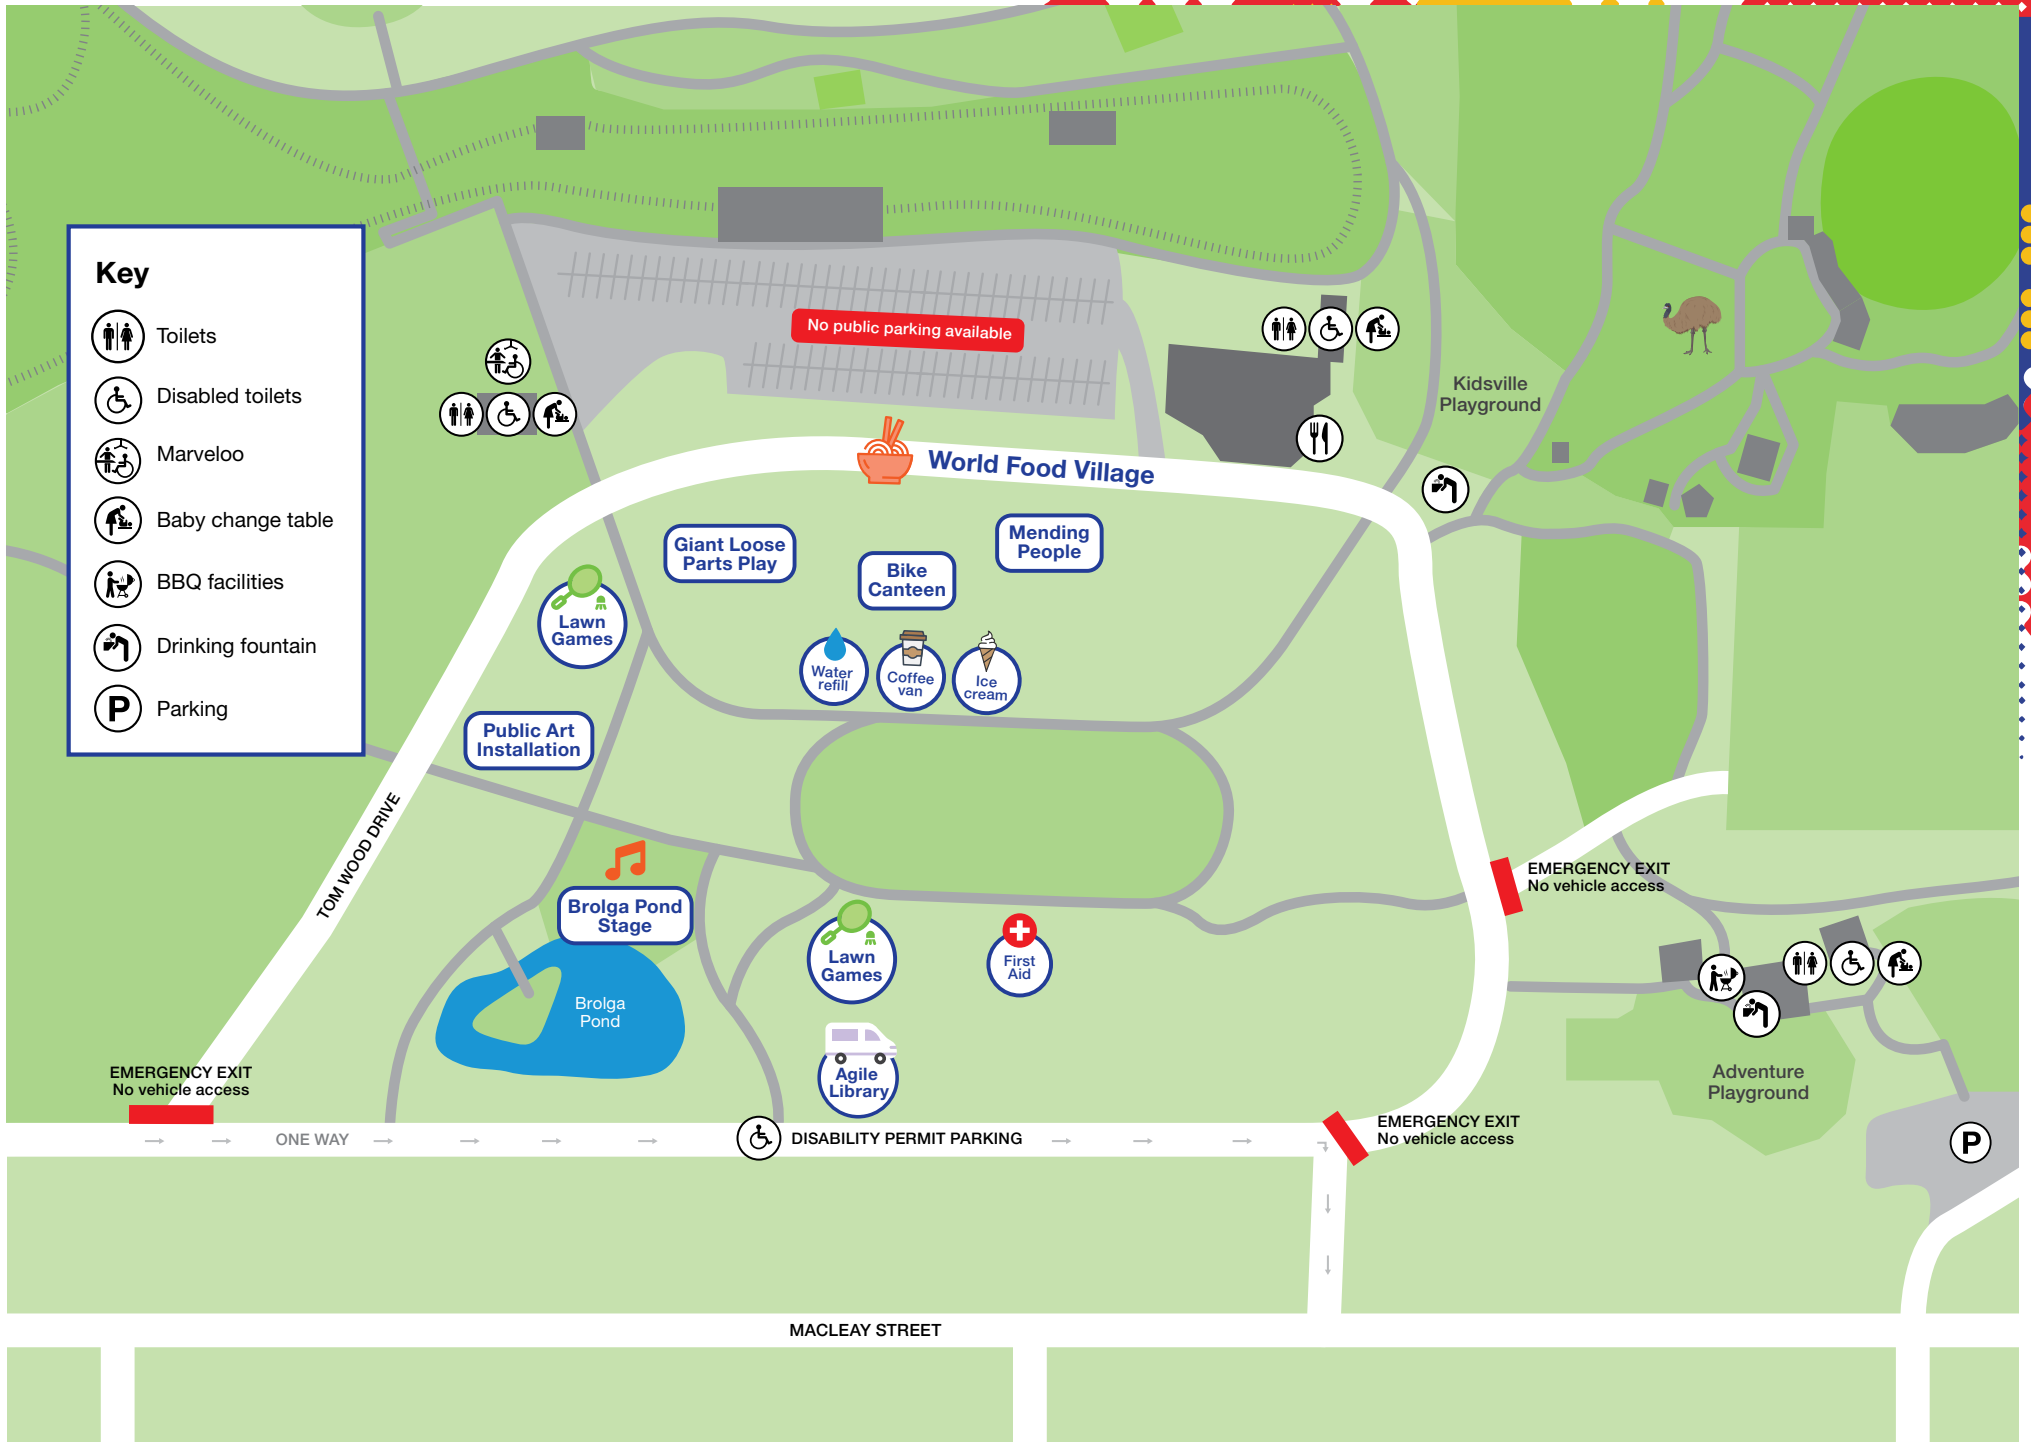 Key
Toilets
Disabled toilets
Marveloo
Baby change table
BBQ facilities
Drinking fountain
P
Parking
No public parking available
Kidsville
Playground
World Food Village
Giant Loose
Parts Play
Mending
People
Bike
Canteen
Lawn
Games
Water
refill
Coffee
van
Ice
cream
Public Art
Installation
TOM WOOD DRIVE
Brolga Pond
Stage
Brolga
Pond
Lawn
Games
First
Aid
Agile
Library
EMERGENCY EXIT
No vehicle access
EMERGENCY EXIT
No vehicle access
Adventure
Playground
EMERGENCY EXIT
No vehicle access
ONE WAY
DISABILITY PERMIT PARKING
P
MACLEAY STREET